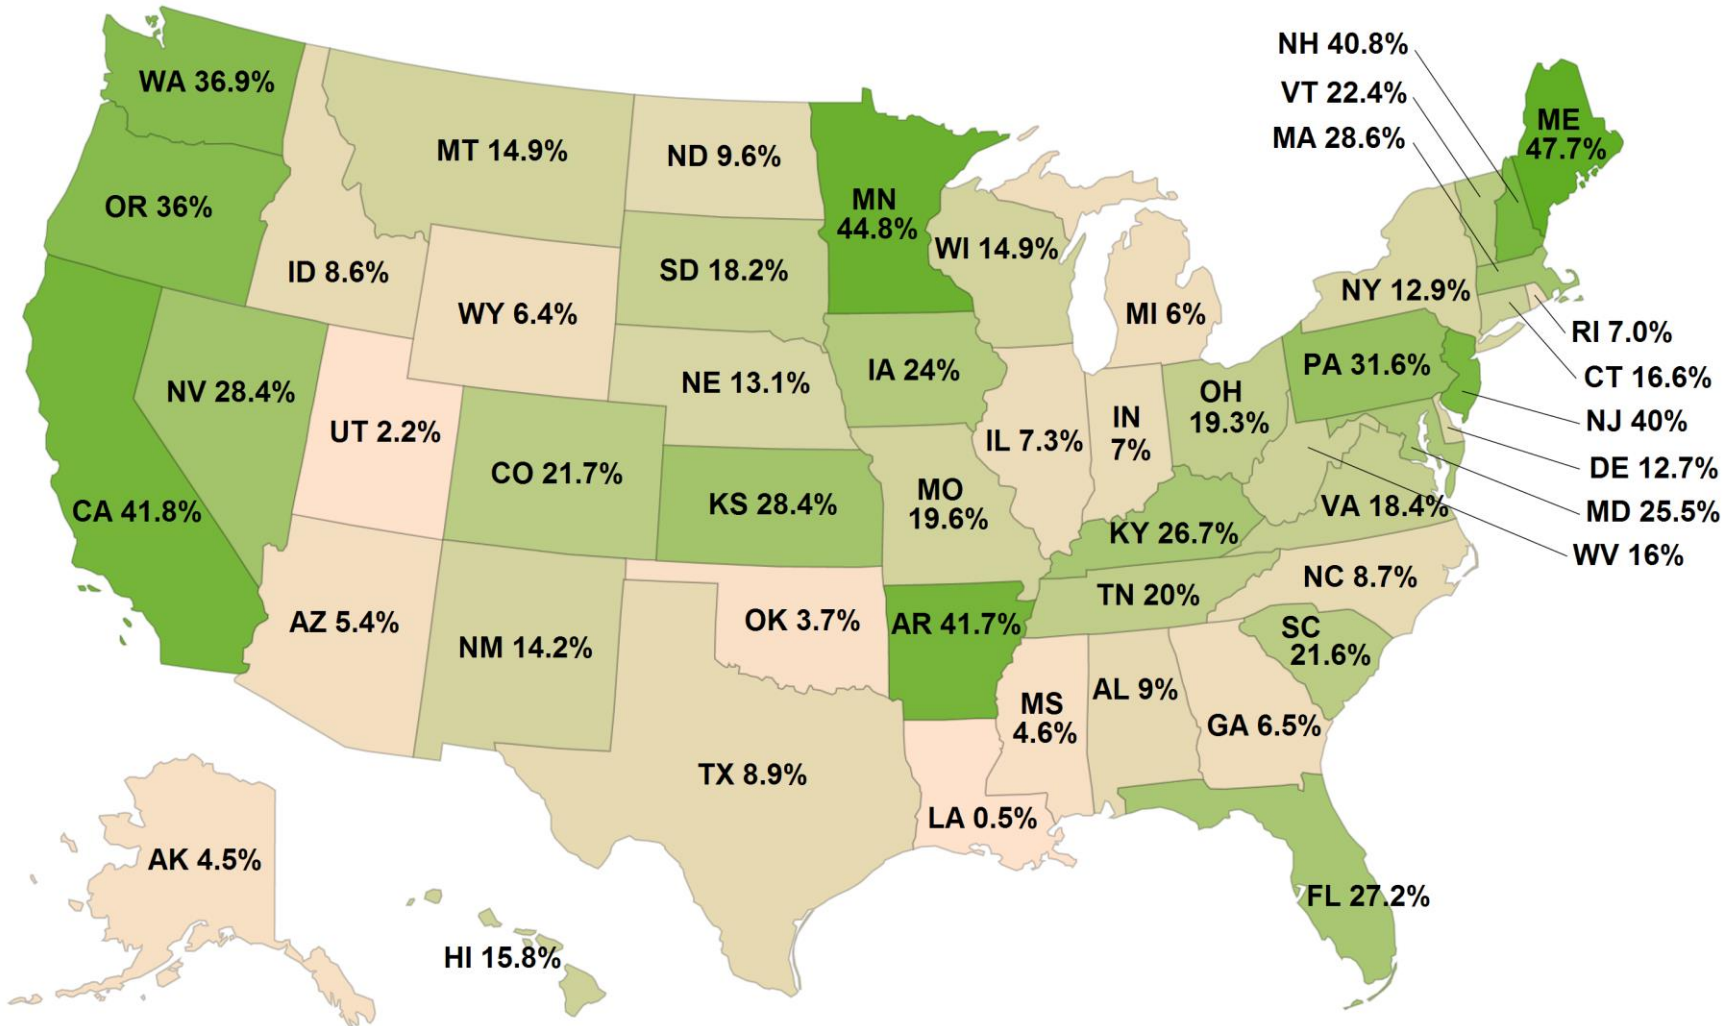 NH 40.8%
VT 22.4%
MA 28.6%
ME
47.7%
WA 36.9%
MT 14.9%
ND 9.6%
OR 36%
MN
44.8%
WI 14.9%
ID 8.6%
SD 18.2%
NY 12.9%
WY 6.4%
MI 6%
RI 7.0%
PA 31.6%
CT 16.6%
NV 28.4%
NE 13.1%
IA 24%
OH
19.3%
NJ 40%
UT 2.2%
IL 7.3%
IN
7%
DE 12.7%
CO 21.7%
KS 28.4%
MO
19.6%
CA 41.8%
VA 18.4%
MD 25.5%
KY 26.7%
WV 16%
NC 8.7%
TN 20%
AZ 5.4%
OK 3.7%
AR 41.7%
NM 14.2%
SC
21.6%
AL 9%
MS
4.6%
GA 6.5%
TX 8.9%
LA 0.5%
AK 4.5%
FL 27.2%
HI 15.8%